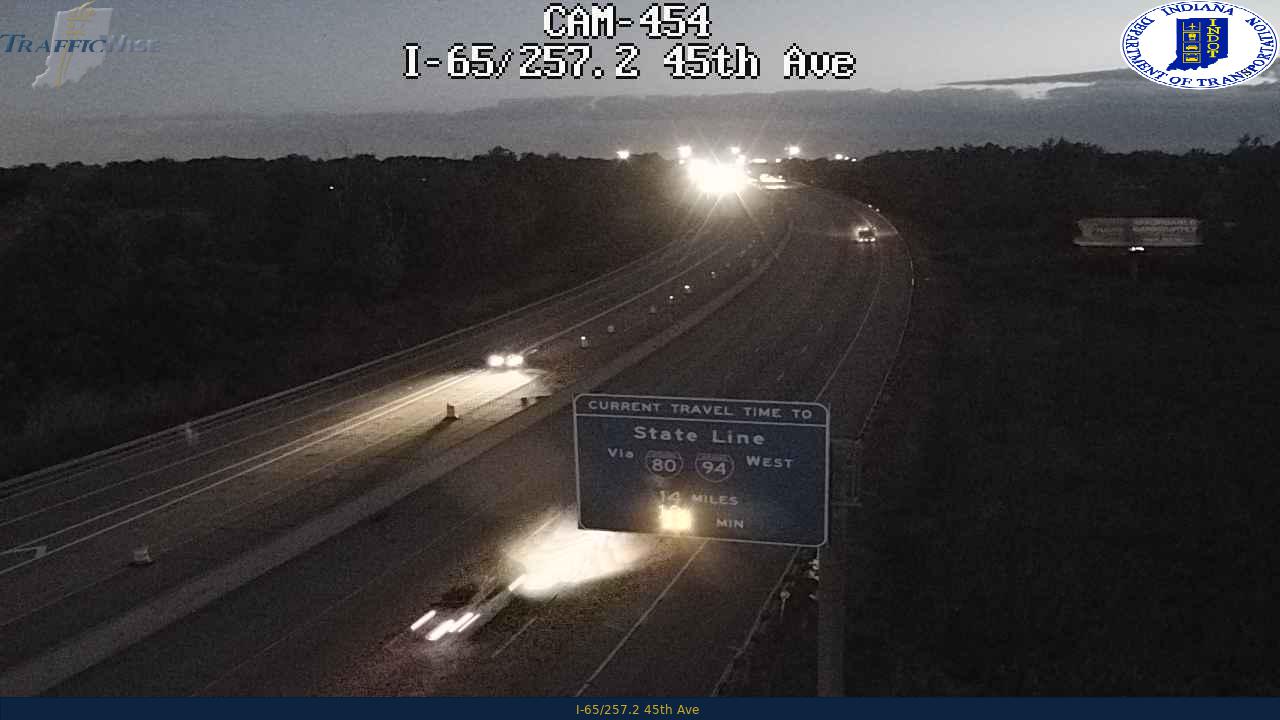 CAM-454
I-65/257.2 45th Ave
TRAFFICWISE
INDIANA
DEPARTMENT OF TRANSPORTATION
INDOT
CURRENT TRAVEL TIME TO
State Line
Via 80 94 WEST
14 MILES
MIN
I-65/257.2 45th Ave